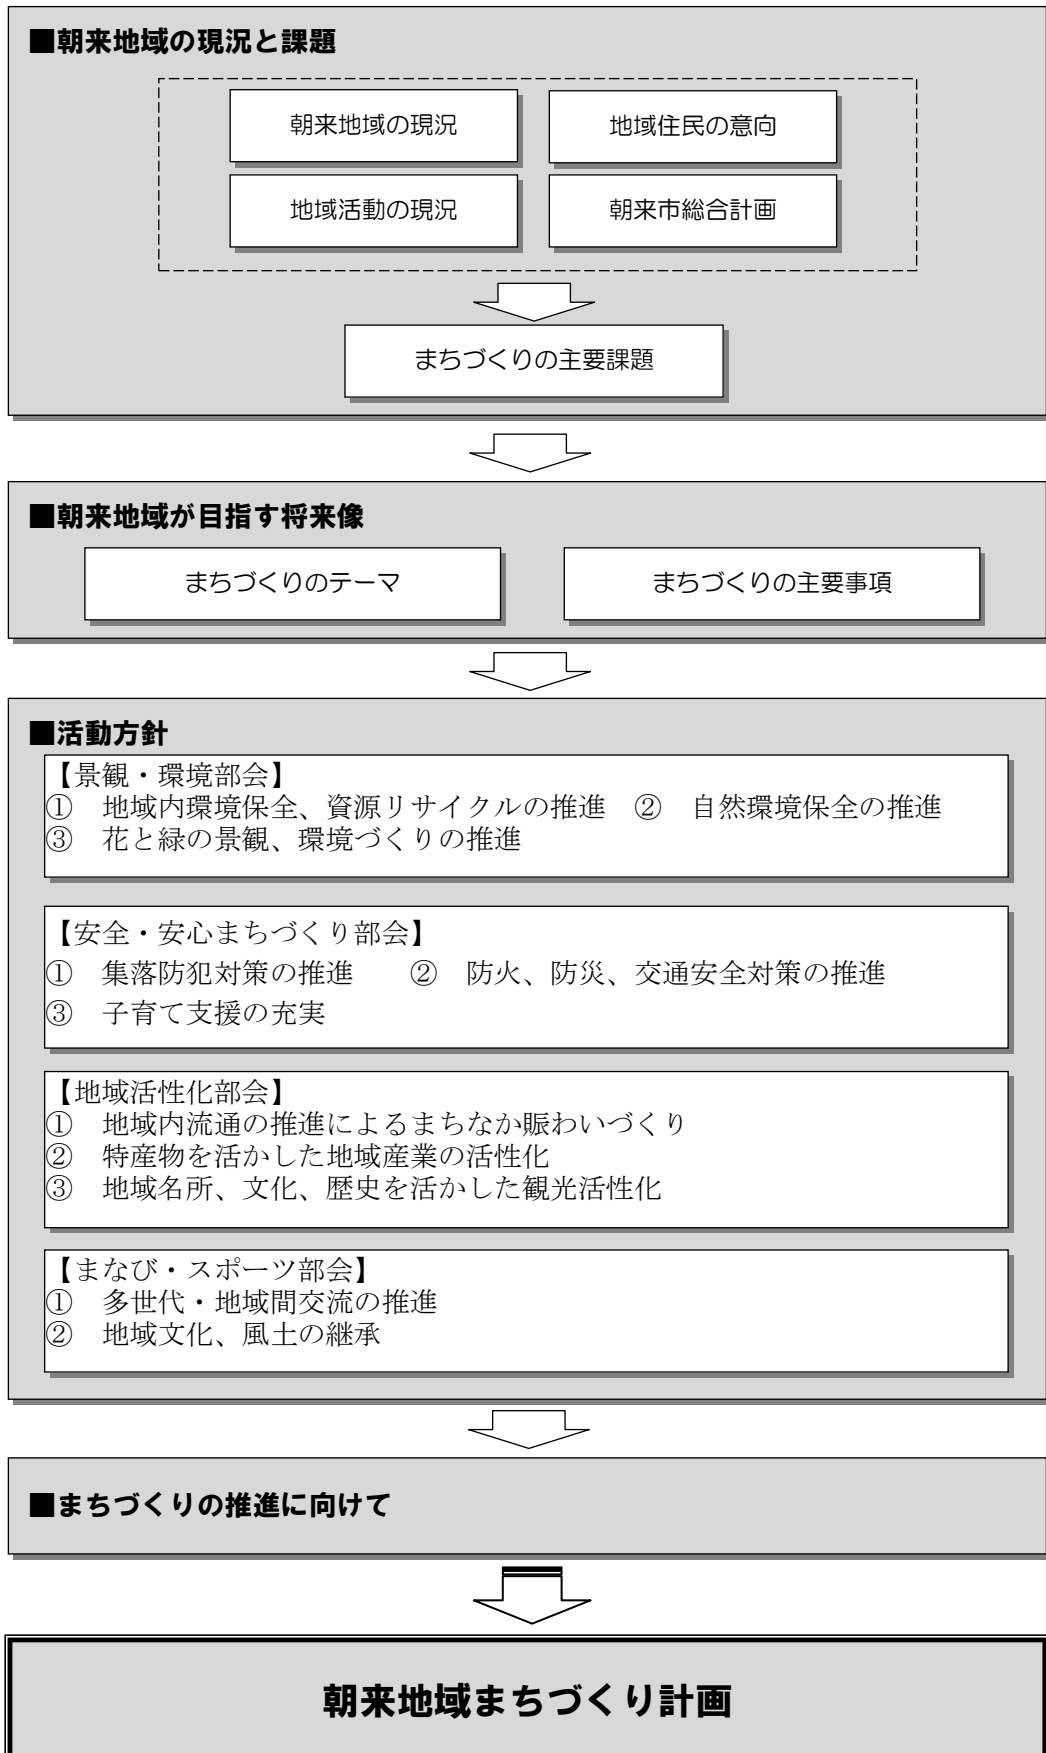 ■朝来地域の現況と課題
朝来地域の現況
地域住民の意向
地域活動の現況
朝来市総合計画
まちづくりの主要課題
■朝来地域が目指す将来像
まちづくりのテーマ
まちづくりの主要事項
■活動方針
【景観・環境部会】
①　地域内環境保全、資源リサイクルの推進　②　自然環境保全の推進
③　花と緑の景観、環境づくりの推進
【安全・安心まちづくり部会】
①　集落防犯対策の推進　　②　防火、防災、交通安全対策の推進
③　子育て支援の充実
【地域活性化部会】
①　地域内流通の推進によるまちなか賑わいづくり
②　特産物を活かした地域産業の活性化
③　地域名所、文化、歴史を活かした観光活性化
【まなび・スポーツ部会】
①　多世代・地域間交流の推進
②　地域文化、風土の継承
■まちづくりの推進に向けて
朝来地域まちづくり計画